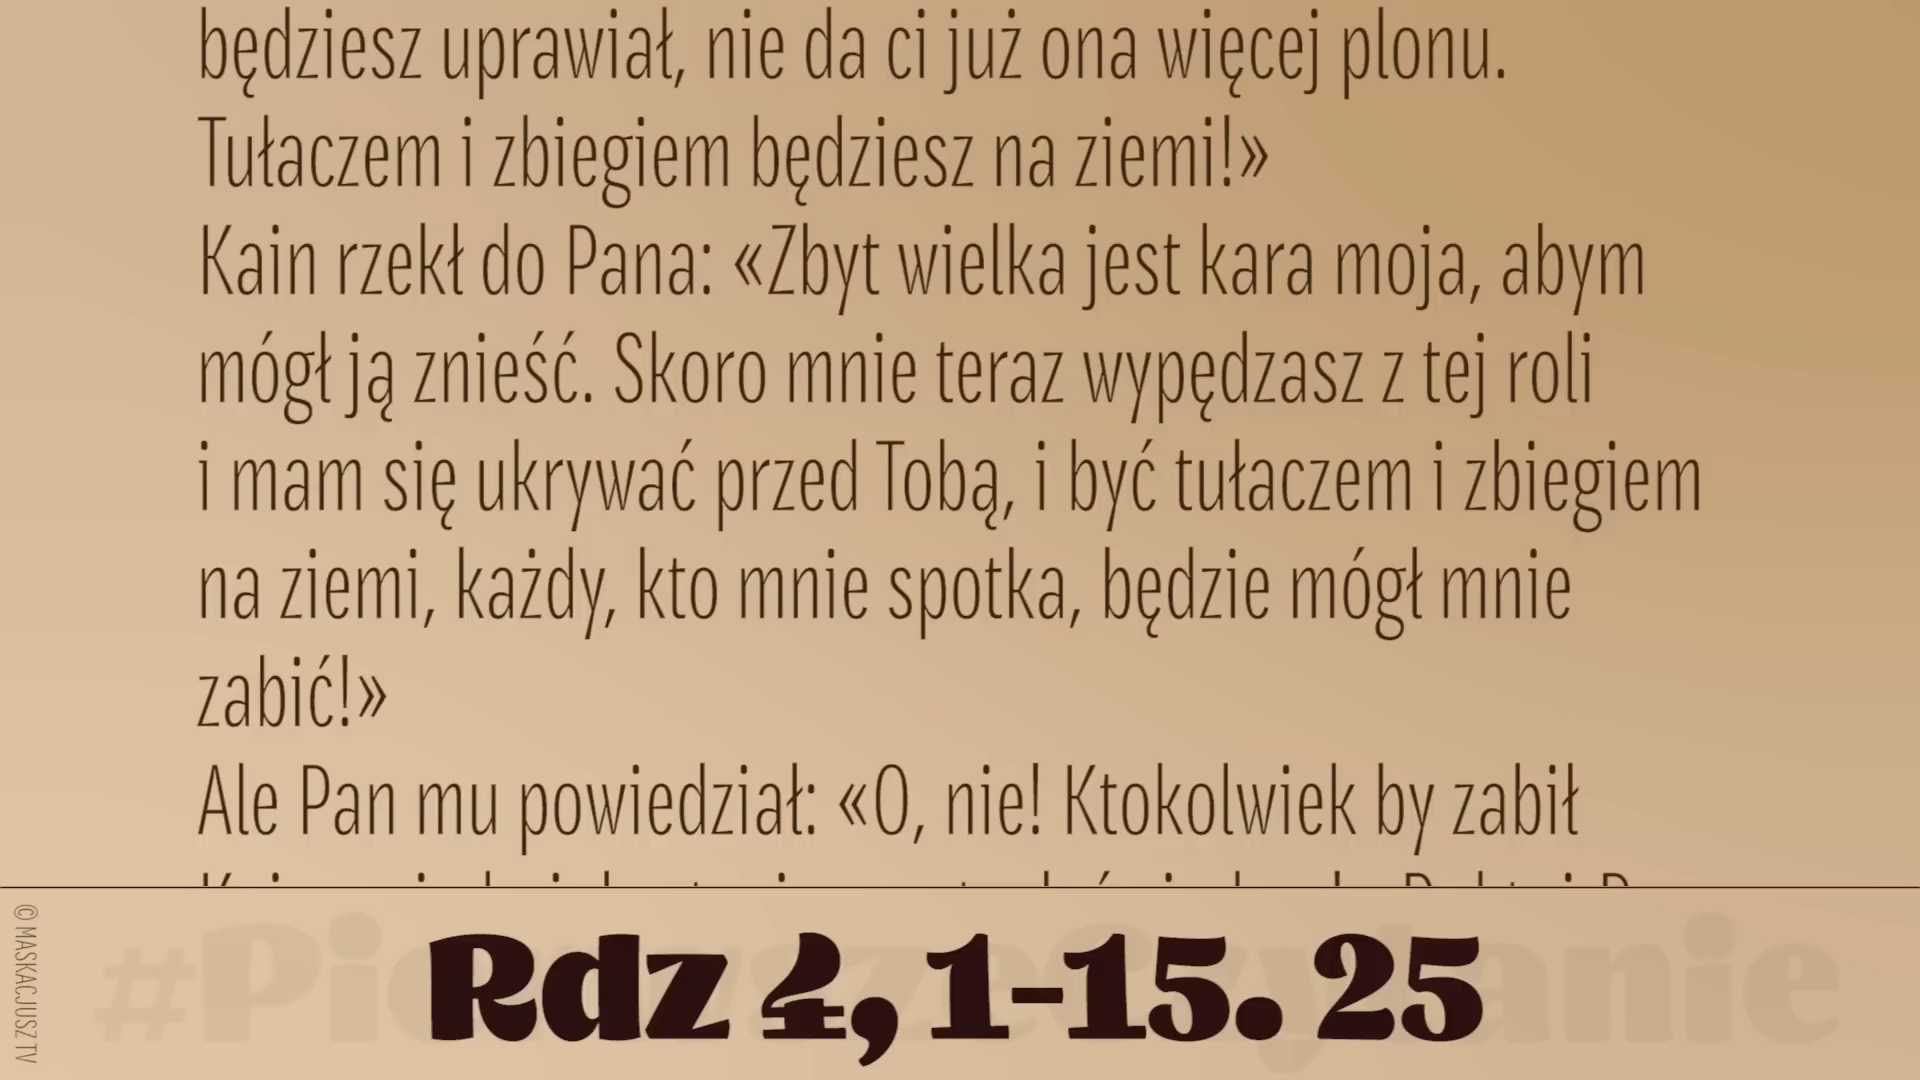 będziesz uprawiał, nie da ci już ona więcej plonu.
Tułaczem i zbiegiem będziesz na ziemi!»
Kain rzekł do Pana: «Zbyt wielka jest kara moja, abym
mógł ją znieść. Skoro mnie teraz wypędzasz z tej roli
i mam się ukrywać przed Tobą, i być tułaczem i zbiegiem
na ziemi, każdy, kto mnie spotka, będzie mógł mnie
zabić!»
Ale Pan mu powiedział: «O, nie! Ktokolwiek by zabił
#PierwszeCzytanie
Rdz 4, 1-15. 25
© MASKACJUSZ TV